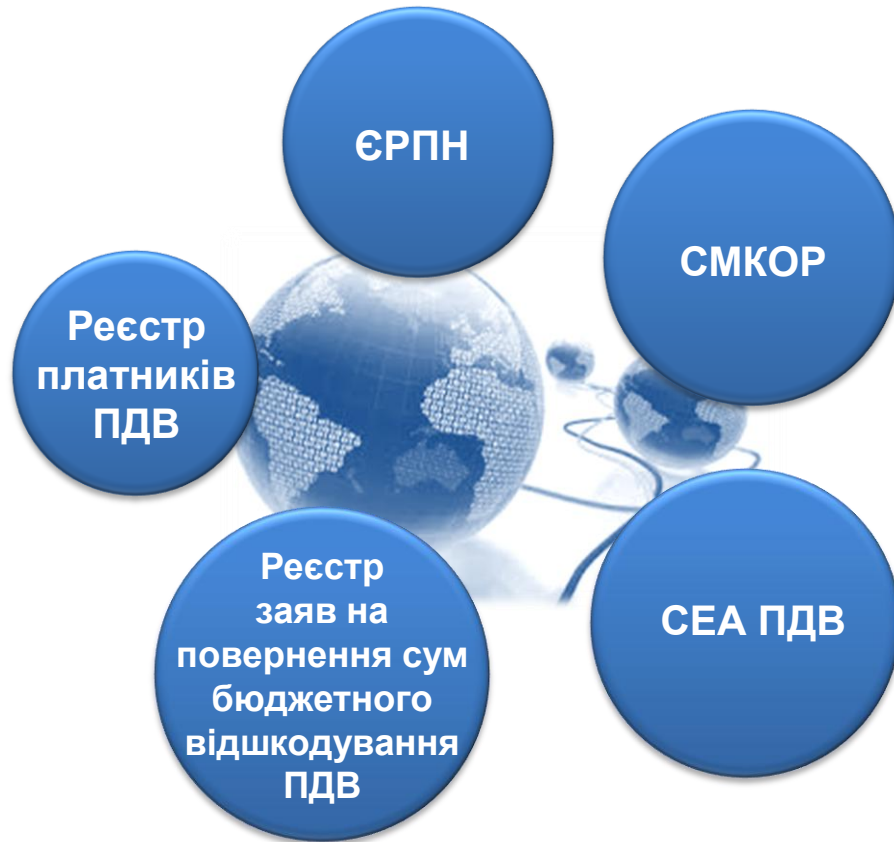 ЄРПН
СМКОР
Реєстр
платників
ПДВ
СЕА ПДВ
Реєстр
заяв на
повернення сум
бюджетного
відшкодування
ПДВ